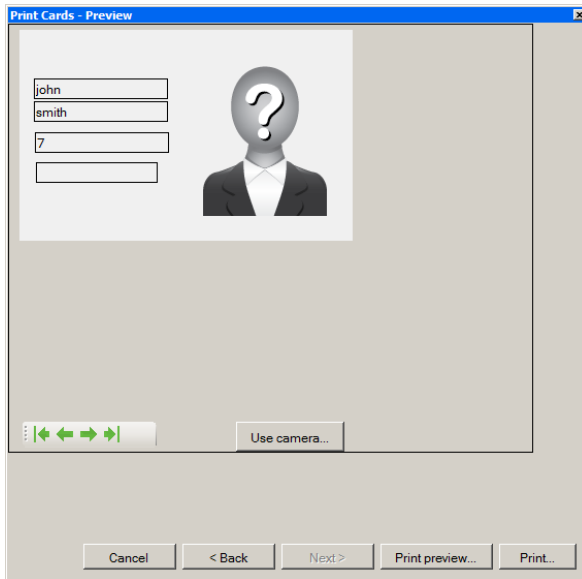 Print Cards - Preview
john
smith
7
?
Use camera...
Cancel
< Back
Next >
Print preview...
Print...